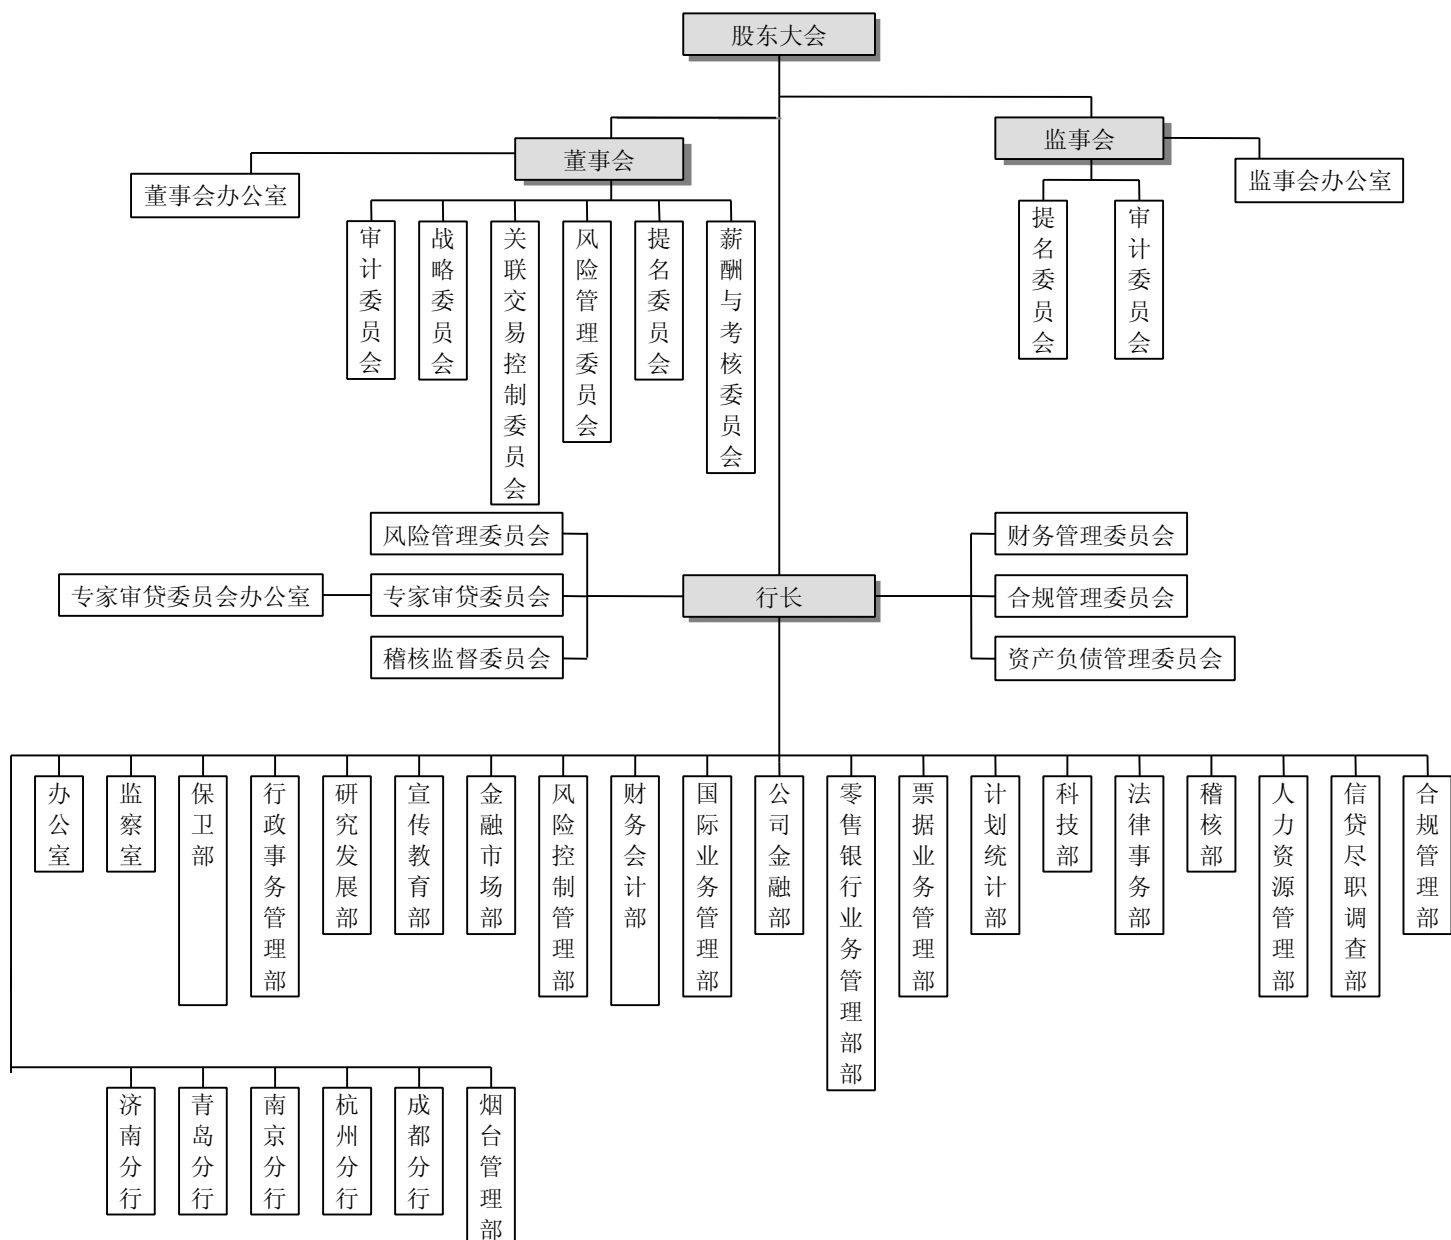 股东大会
董事会
监事会
董事会办公室
监事会办公室
审计委员会
战略委员会
关联交易控制委员会
风险管理委员会
提名委员会
薪酬与考核委员会
提名委员会
审计委员会
风险管理委员会
财务管理委员会
专家审贷委员会办公室
专家审贷委员会
行长
合规管理委员会
稽核监督委员会
资产负债管理委员会
办公室
监察室
保卫部
行政事务管理部
研究发展部
宣传教育部
金融市场部
风险控制管理部
财务会计部
国际业务管理部
公司金融部
零售银行业务管理部部
票据业务管理部
计划统计部
科技部
法律事务部
稽核部
人力资源管理部
信贷尽职调查部
合规管理部
济南分行
青岛分行
南京分行
杭州分行
成都分行
烟台管理部